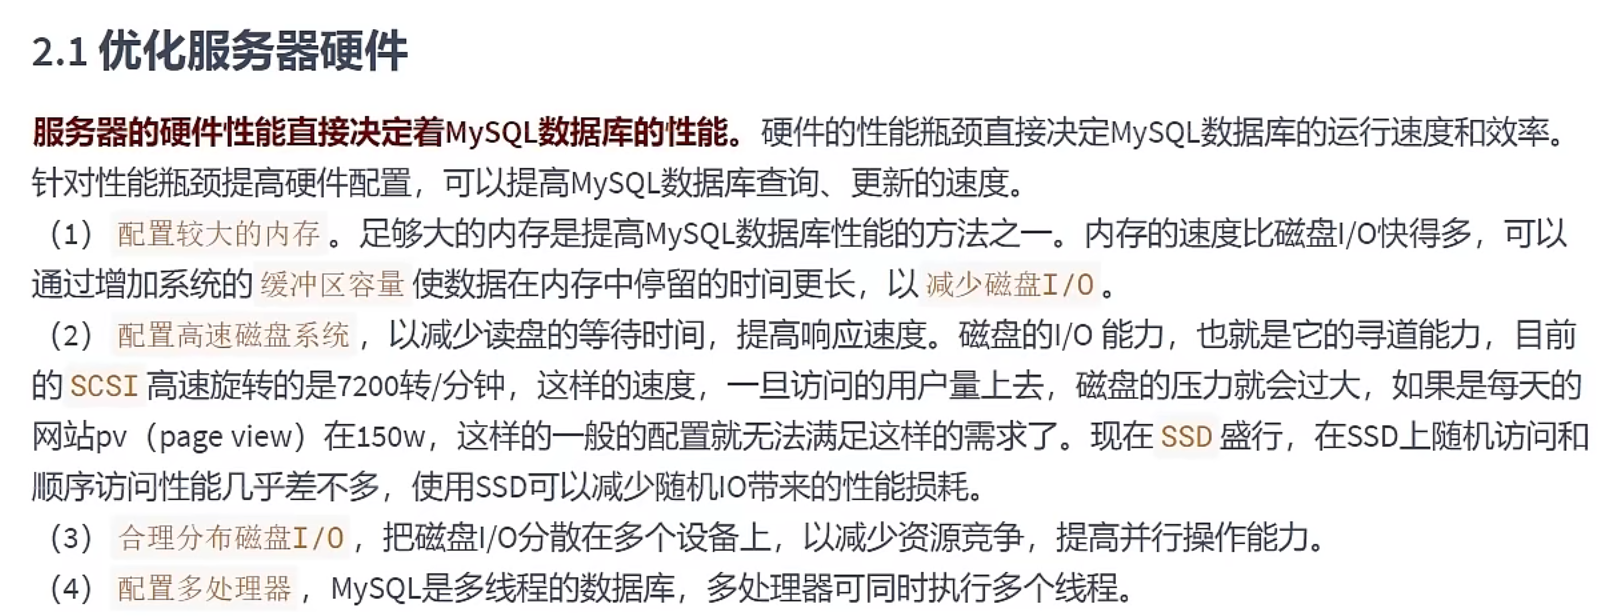 2.1 优化服务器硬件
服务器的硬件性能直接决定着MySQL数据库的性能。硬件的性能瓶颈直接决定MySQL数据库的运行速度和效率。
针对性能瓶颈提高硬件配置，可以提高MySQL数据库查询、更新的速度。
（1）配置较大的内存。足够大的内存是提高MySQL数据库性能的方法之一。内存的速度比磁盘I/O快得多，可以
通过增加系统的缓冲区容量使数据在内存中停留的时间更长，以减少磁盘I/O。
（2）配置高速磁盘系统，以减少读盘的等待时间，提高响应速度。磁盘的I/O 能力，也就是它的寻道能力，目前
的SCSI高速旋转的是7200转/分钟，这样的速度，一旦访问的用户量上去，磁盘的压力就会过大，如果是每天的
网站pv（page view）在150w，这样的一般的配置就无法满足这样的需求了。现在SSD盛行，在SSD上随机访问和
顺序访问性能几乎差不多，使用SSD可以减少随机IO带来的性能损耗。
（3）合理分布磁盘I/O，把磁盘I/O分散在多个设备上，以减少资源竞争，提高并行操作能力。
（4）配置多处理器，MySQL是多线程的数据库，多处理器可同时执行多个线程。